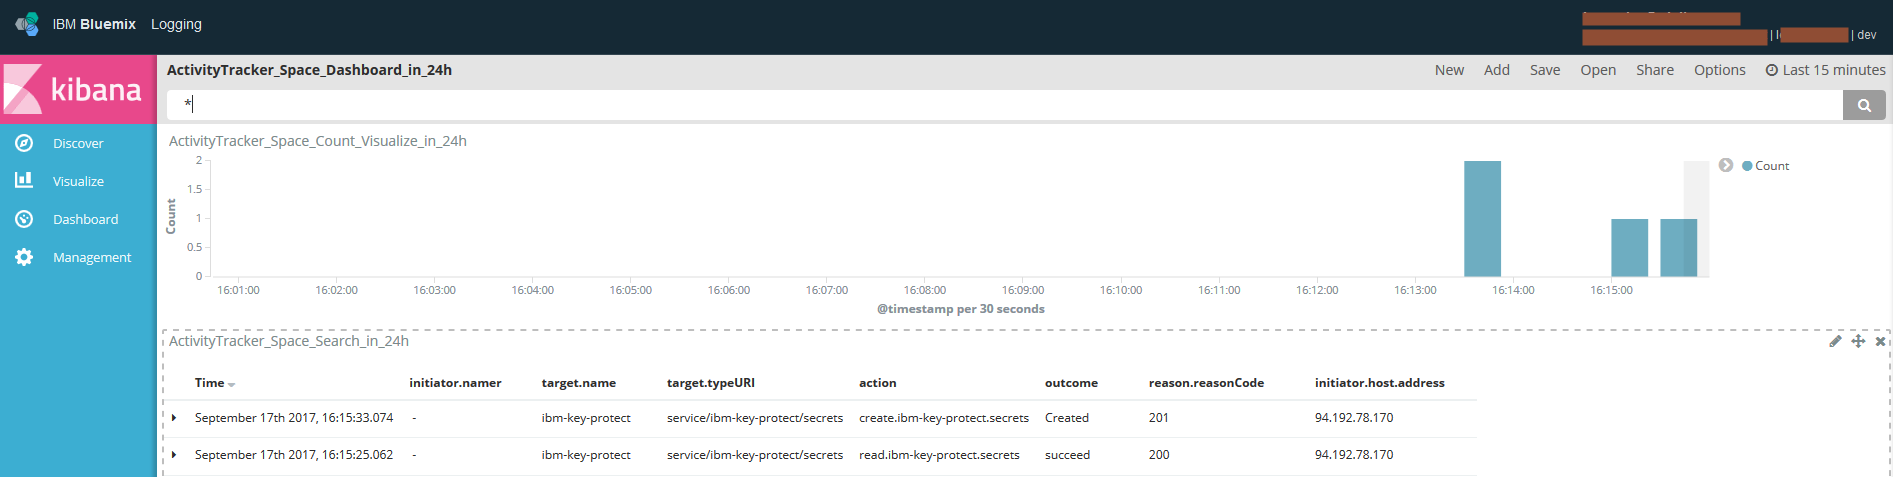 IBM Bluemix Logging
| dev
kibana
ActivityTracker_Space_Dashboard_in_24h
New Add Save Open Share Options Last 15 minutes
*
Discover
Visualize
Dashboard
Management
ActivityTracker_Space_Count_Visualize_in_24h
2
1.5
1
0.5
0
Count
16:01:00 16:02:00 16:03:00 16:04:00 16:05:00 16:06:00 16:07:00 16:08:00 16:09:00 16:10:00 16:11:00 16:12:00 16:13:00 16:14:00 16:15:00
@timestamp per 30 seconds
Count
ActivityTracker_Space_Search_in_24h
Time initiator.namer target.name target.typeURI action outcome reason.reasonCode initiator.host.address
September 17th 2017, 16:15:33.074 - ibm-key-protect service/ibm-key-protect/secrets create.ibm-key-protect.secrets Created 201 94.192.78.170
September 17th 2017, 16:15:25.062 - ibm-key-protect service/ibm-key-protect/secrets read.ibm-key-protect.secrets succeed 200 94.192.78.170